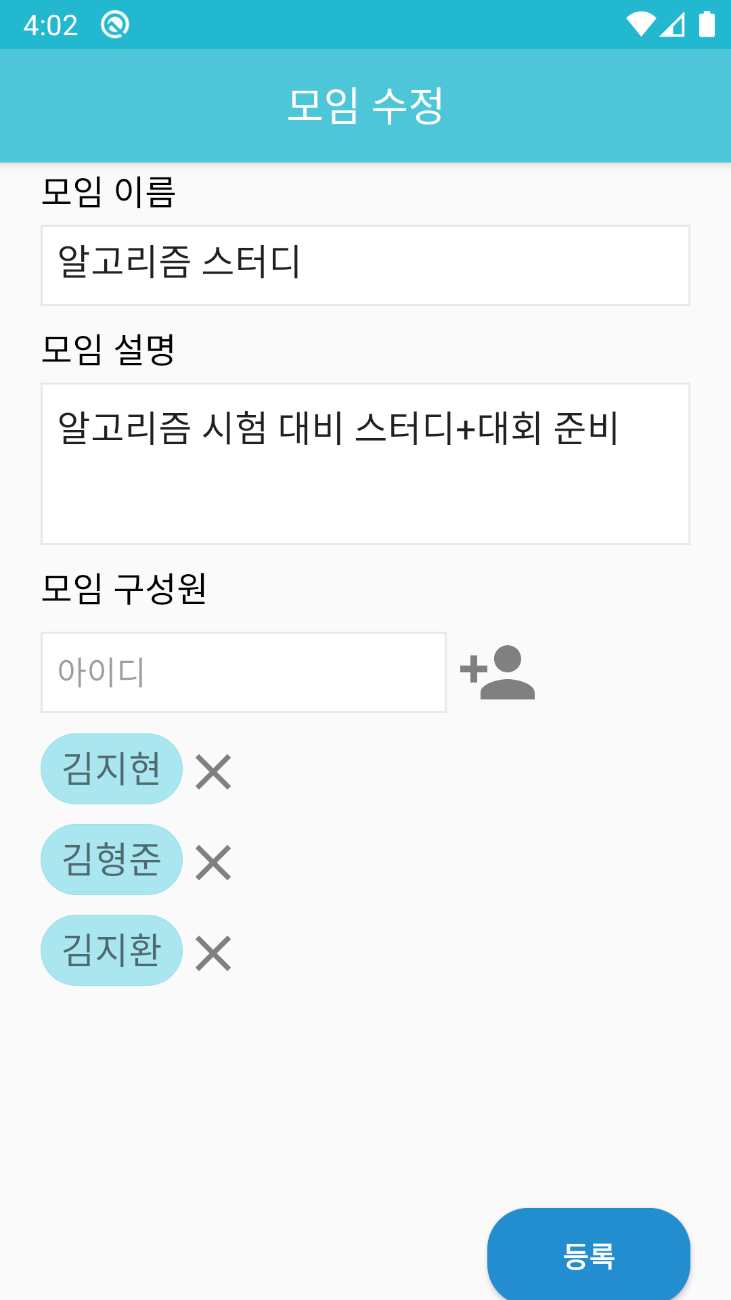 4:02
모임 수정
모임 이름
알고리즘 스터디
모임 설명
알고리즘 시험 대비 스터디+대회 준비
모임 구성원
아이디
김지현
김형준
김지환
등록